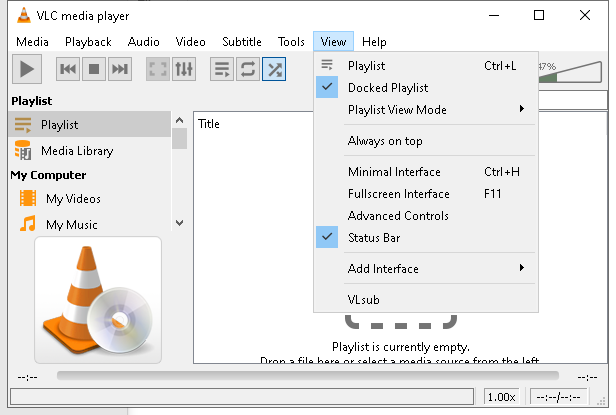 VLC media player
Media Playback Audio Video Subtitle Tools View Help
47%
Playlist
Playlist
Media Library
My Computer
My Videos
My Music
Title
Playlist Ctrl+L
Docked Playlist
Playlist View Mode
Always on top
Minimal Interface Ctrl+H
Fullscreen Interface F11
Advanced Controls
Status Bar
Add Interface
VLsub
Playlist is currently empty.
Drop a file here or select a media source from the left.
--:-- --:--
1.00x --:--/--:--